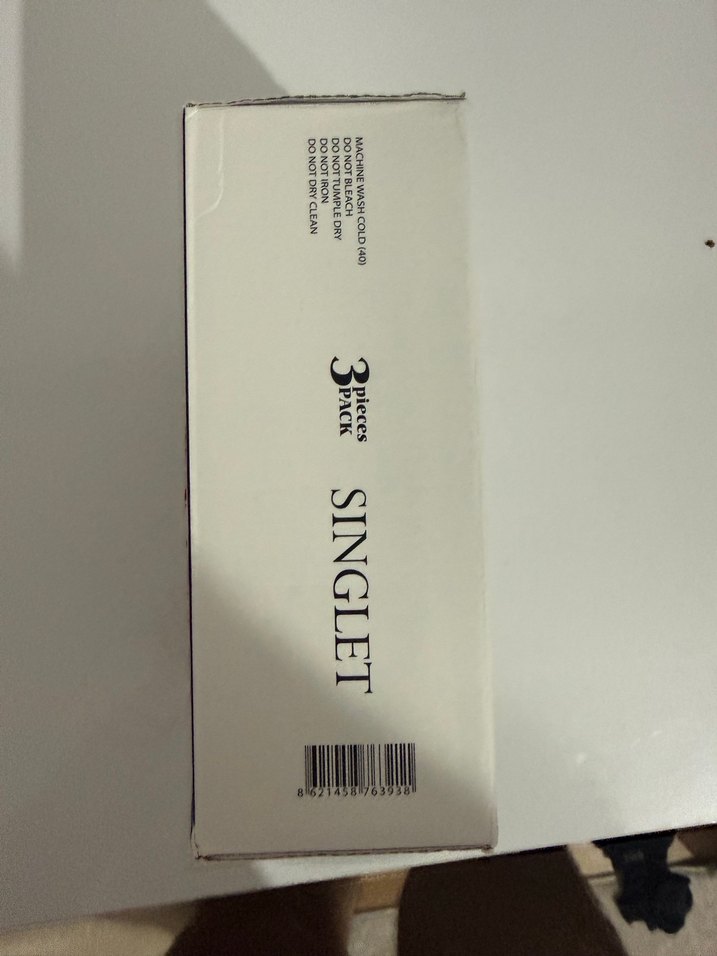 MACHINE WASH COLD (40)
DO NOT BLEACH
DO NOT TUMPLE DRY
DO NOT IRON
DO NOT DRY CLEAN
3 pieces
PACK
SINGLET
8 621458 763938